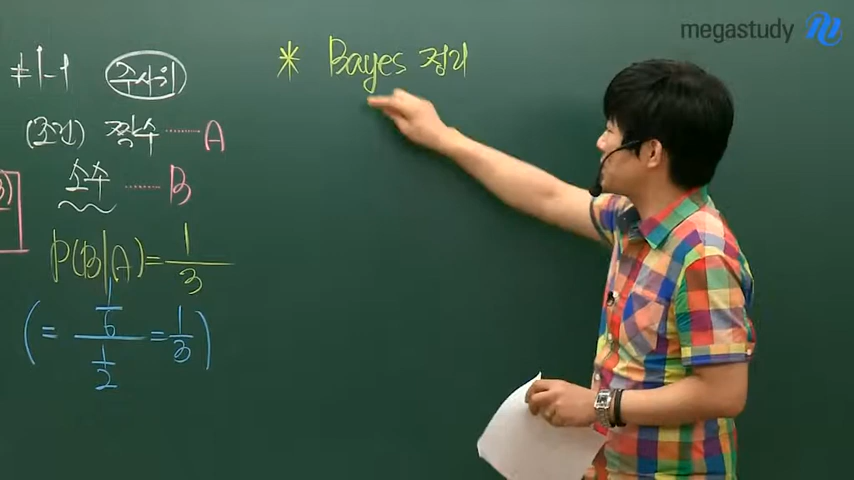 megastudy
* Bayes 정리
#1-1 주사위
(조건) 짝수 ······ A
소수 ······ B
P(B|A) = 1/3
(= (1/6)/(1/2) = 1/3)